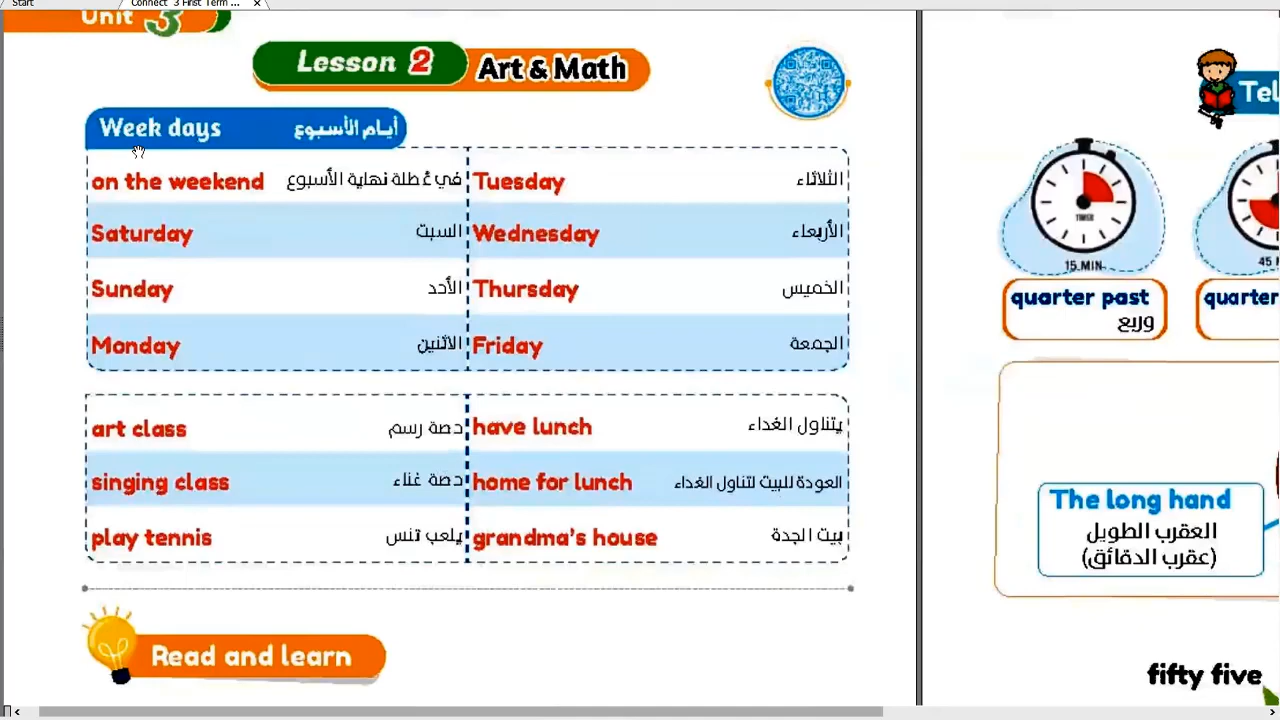 Start
Connect 3 First Term ...
Unit 3
Lesson 2 Art & Math
Week days أيام الأسبوع
on the weekend في عُطلة نهاية الأسبوع
Tuesday الثلاثاء
Saturday السبت
Wednesday الأربعاء
Sunday الأحد
Thursday الخميس
Monday الاثنين
Friday الجمعة
art class حصة رسم
have lunch يتناول الغداء
singing class حصة غناء
home for lunch العودة للبيت لتناول الغداء
play tennis يلعب تنس
grandma's house بيت الجدة
Read and learn
TIMER
15 MIN
quarter past
وربع
quarter
The long hand
العقرب الطويل
(عقرب الدقائق)
fifty five